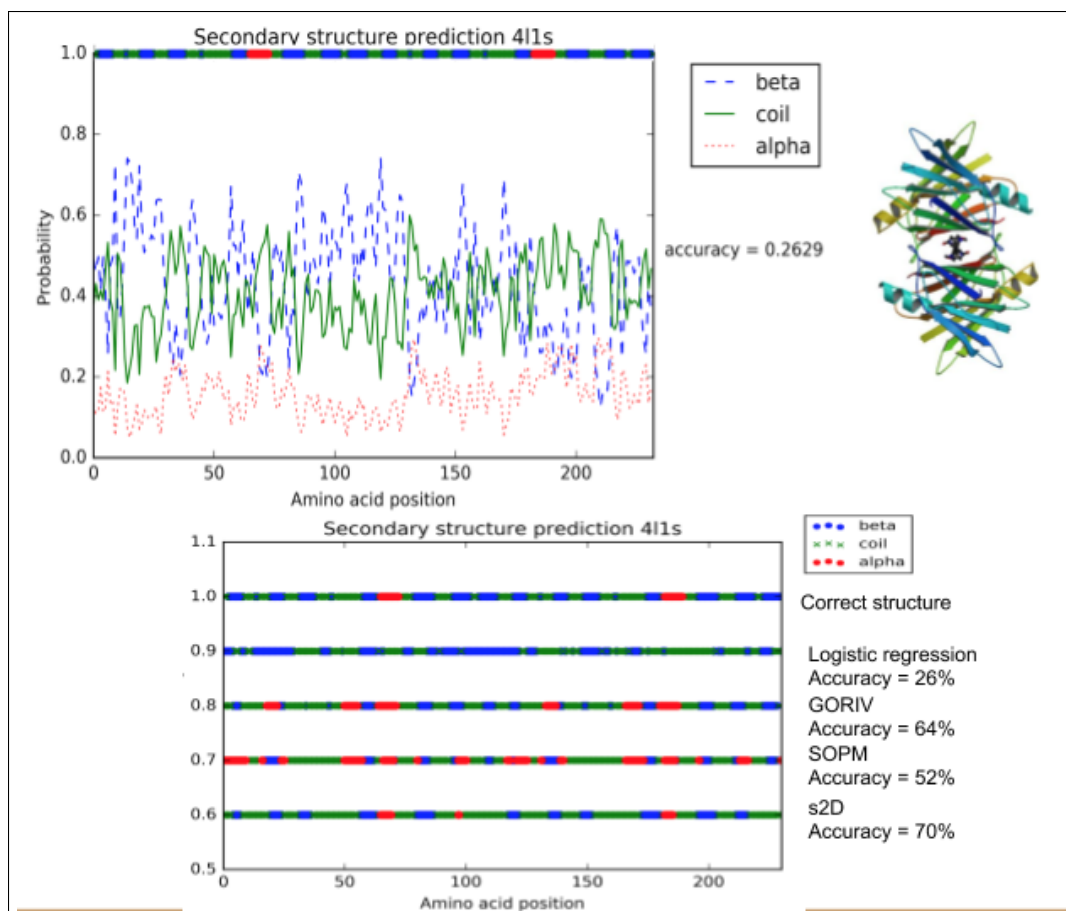 Secondary structure prediction 4l1s
1.0
0.8
0.6
0.4
0.2
0.0
Probability
0
50
100
150
200
Amino acid position
beta
coil
alpha
accuracy = 0.2629
Secondary structure prediction 4l1s
1.1
1.0
0.9
0.8
0.7
0.6
0.5
0
50
100
150
200
Amino acid position
beta
coil
alpha
Correct structure
Logistic regression
Accuracy = 26%
GORIV
Accuracy = 64%
SOPM
Accuracy = 52%
s2D
Accuracy = 70%